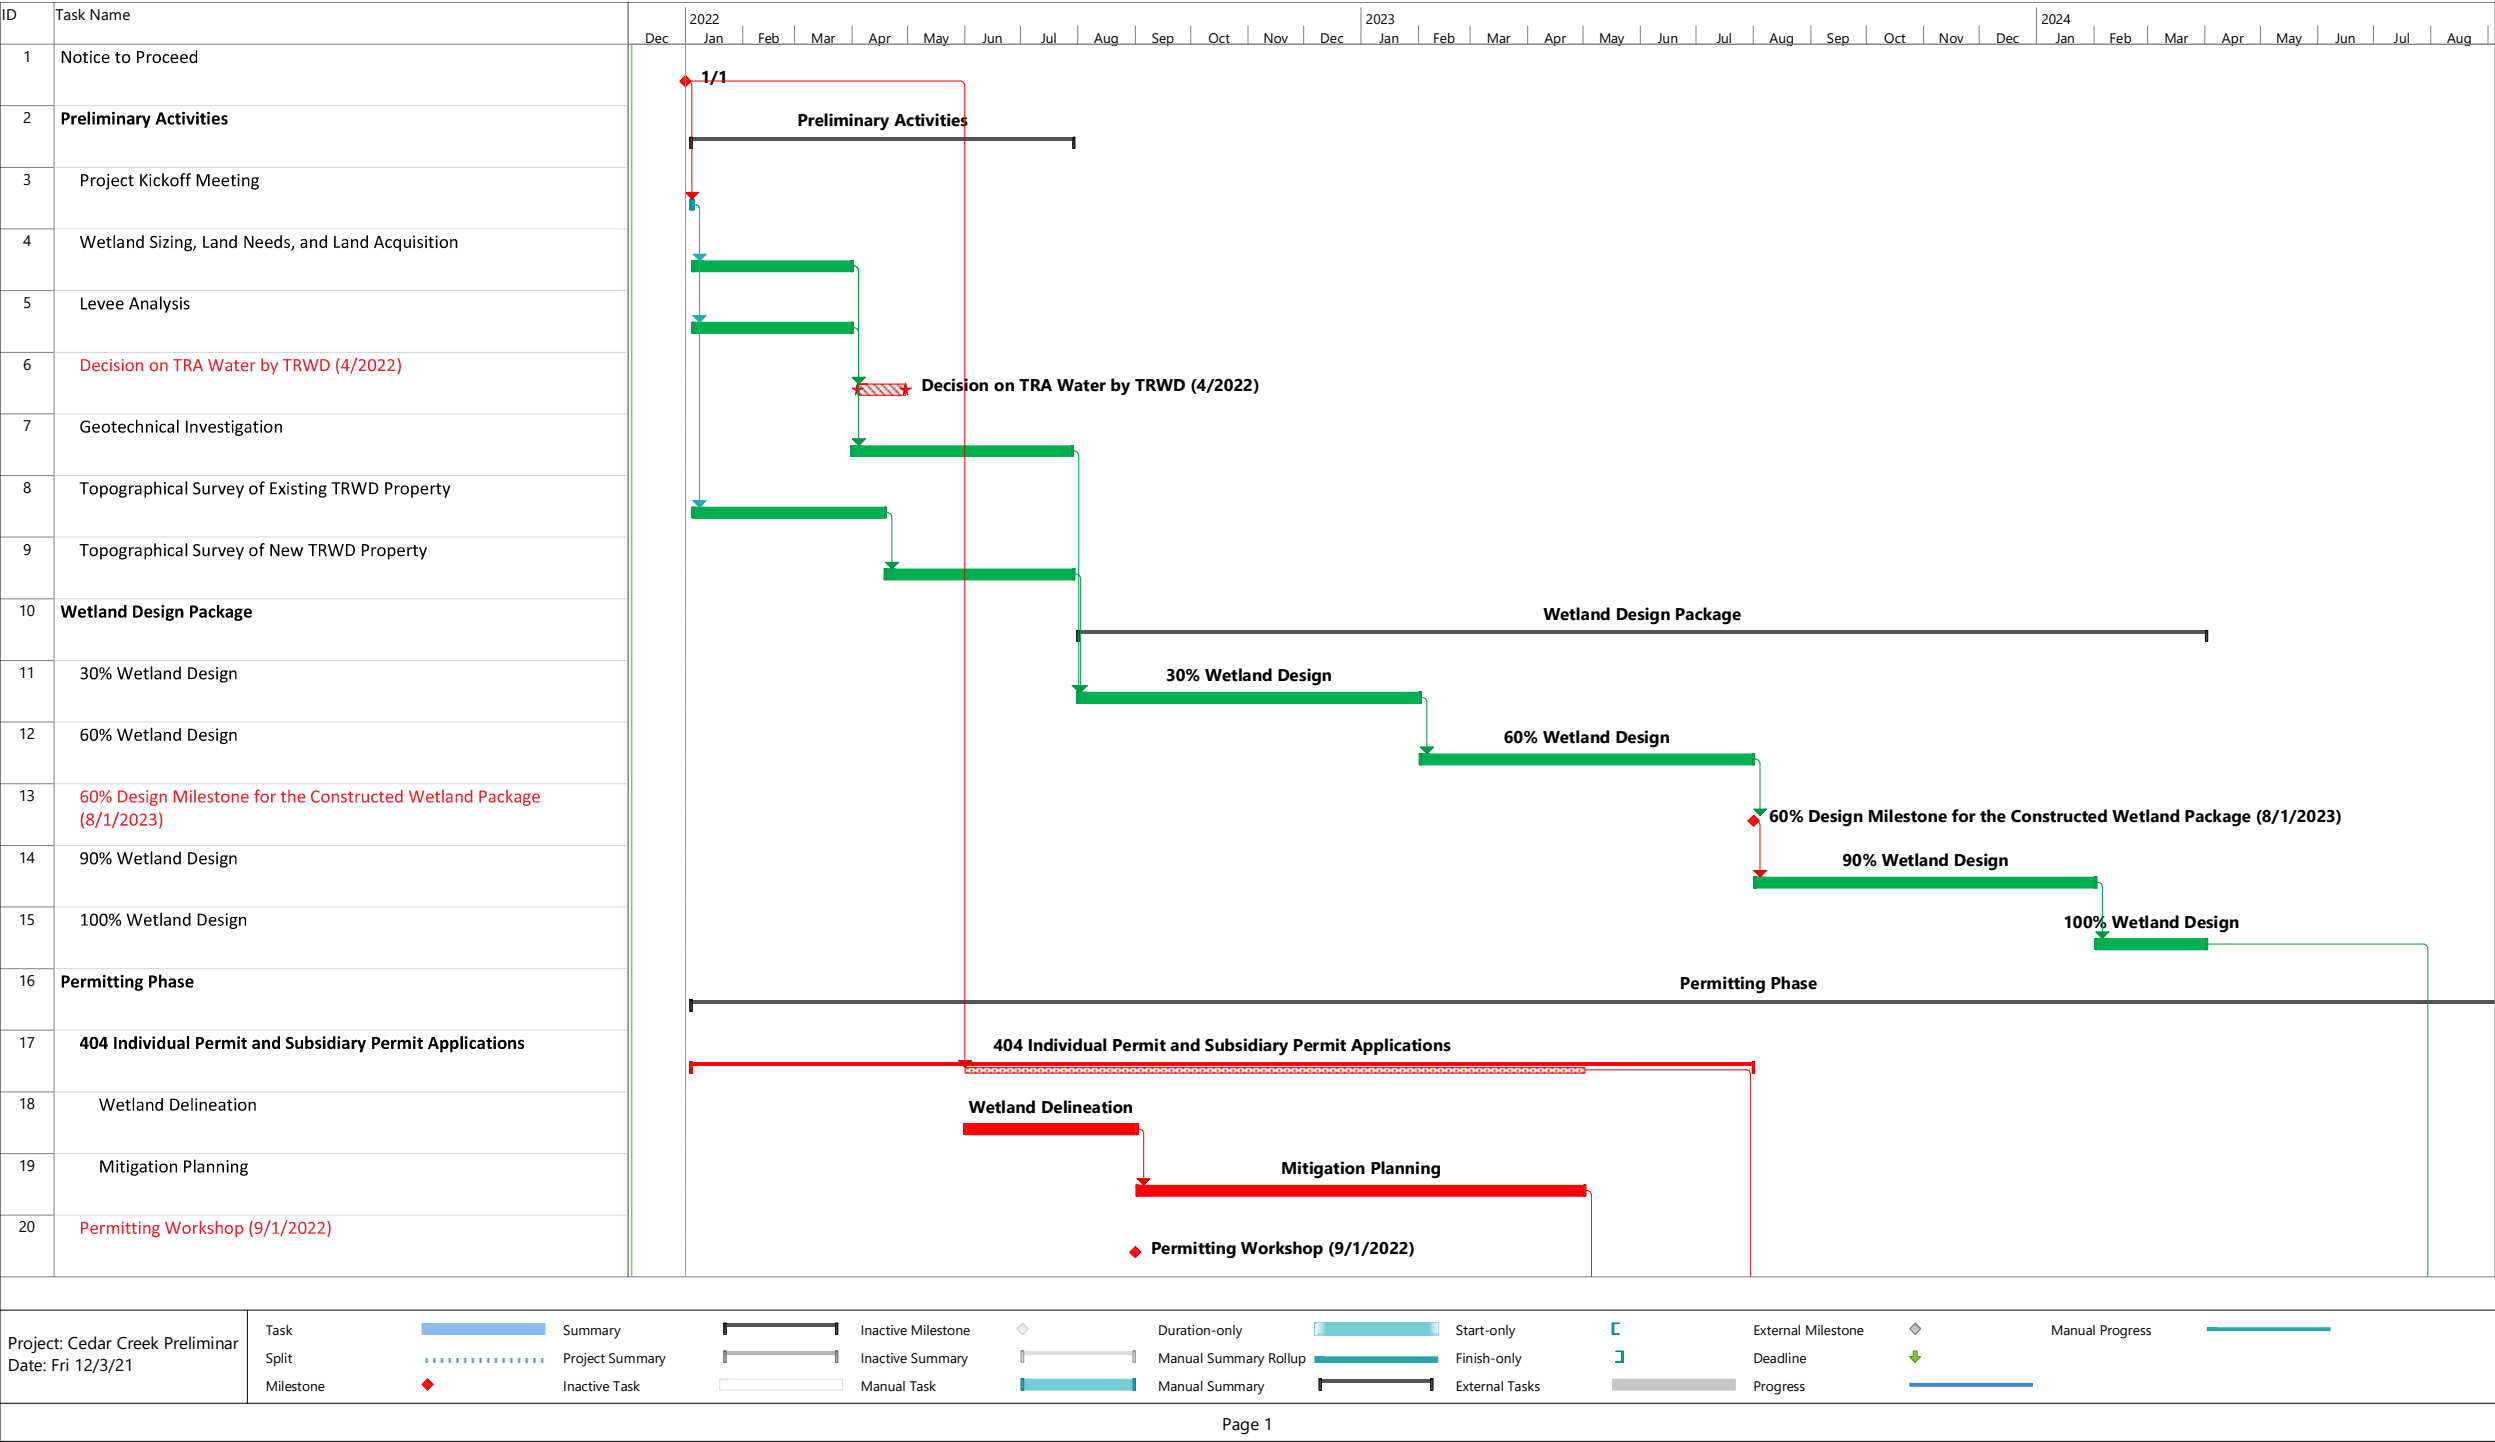 ID Task Name
2022 2023 2024
Dec Jan Feb Mar Apr May Jun Jul Aug Sep Oct Nov Dec Jan Feb Mar Apr May Jun Jul Aug Sep Oct Nov Dec Jan Feb Mar Apr May Jun Jul Aug
1 Notice to Proceed
1/1
2 Preliminary Activities
Preliminary Activities
3 Project Kickoff Meeting
4 Wetland Sizing, Land Needs, and Land Acquisition
5 Levee Analysis
6 Decision on TRA Water by TRWD (4/2022)
Decision on TRA Water by TRWD (4/2022)
7 Geotechnical Investigation
8 Topographical Survey of Existing TRWD Property
9 Topographical Survey of New TRWD Property
10 Wetland Design Package
Wetland Design Package
11 30% Wetland Design
30% Wetland Design
12 60% Wetland Design
60% Wetland Design
13 60% Design Milestone for the Constructed Wetland Package
(8/1/2023)
60% Design Milestone for the Constructed Wetland Package (8/1/2023)
14 90% Wetland Design
90% Wetland Design
15 100% Wetland Design
100% Wetland Design
16 Permitting Phase
Permitting Phase
17 404 Individual Permit and Subsidiary Permit Applications
404 Individual Permit and Subsidiary Permit Applications
18 Wetland Delineation
Wetland Delineation
19 Mitigation Planning
Mitigation Planning
20 Permitting Workshop (9/1/2022)
Permitting Workshop (9/1/2022)
Project: Cedar Creek Preliminar
Date: Fri 12/3/21
Task Summary Inactive Milestone Duration-only Start-only External Milestone Manual Progress
Split Project Summary Inactive Summary Manual Summary Rollup Finish-only Deadline
Milestone Inactive Task Manual Task Manual Summary External Tasks Progress
Page 1